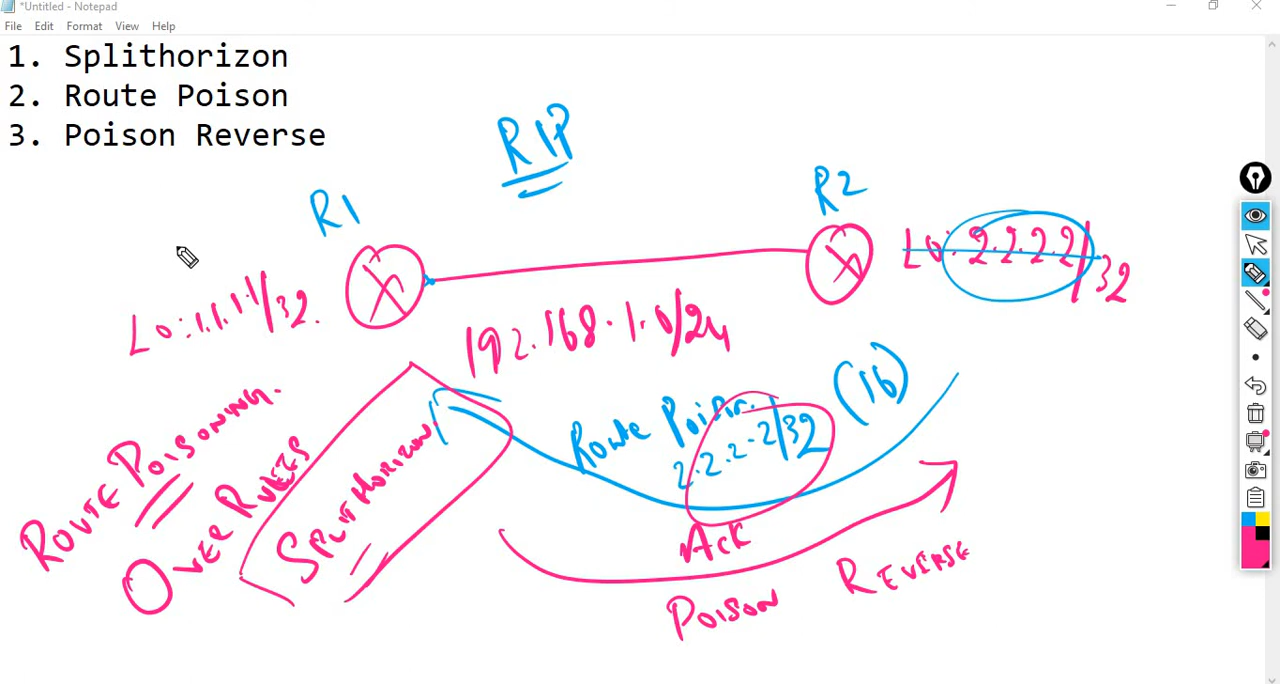 *Untitled - Notepad
File Edit Format View Help
1. Splithorizon
2. Route Poison
3. Poison Reverse
RIP
R1
R2
Lo: 2.2.2.2/32
Lo: 1.1.1.1/32.
192.168.1.0/24
Route Poison. (16)
2.2.2.2/32
ROUTE POISONING.
OVER RULES
SPLIT HORIZON.
Ack
POISON REVERSE